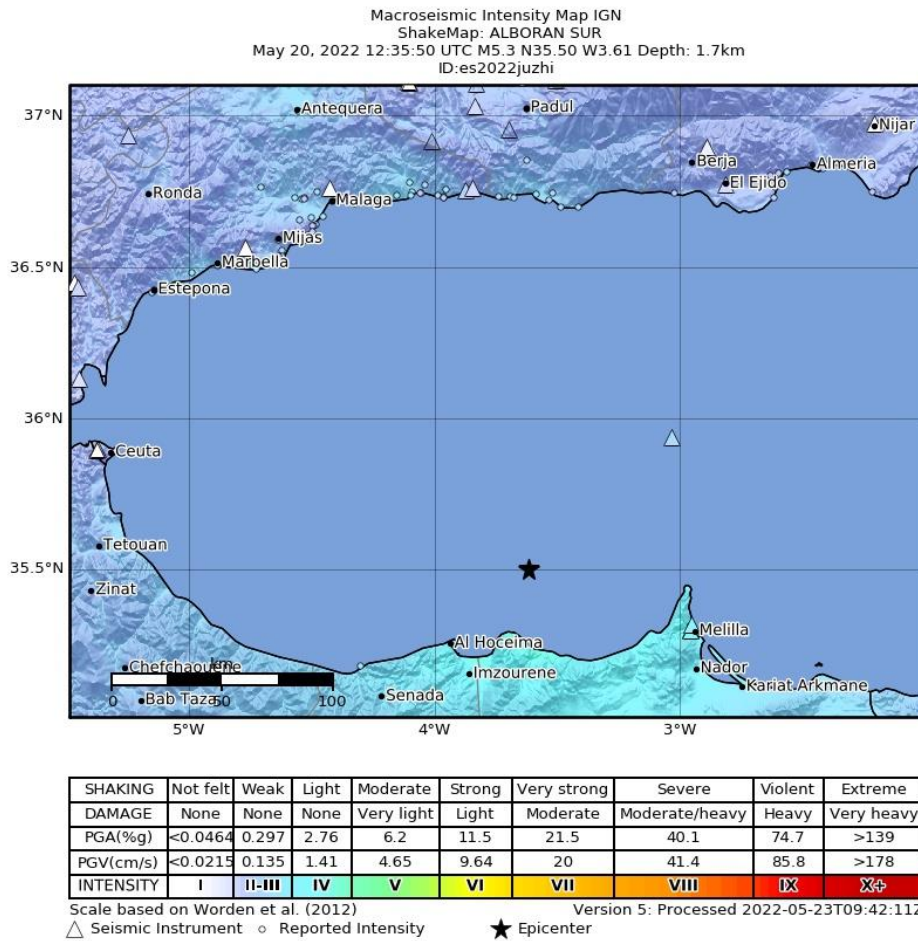 Macroseismic Intensity Map IGN
ShakeMap: ALBORAN SUR
May 20, 2022 12:35:50 UTC M5.3 N35.50 W3.61 Depth: 1.7km
ID:es2022juzhi
37°N
Antequera
Padul
Nijar
Berja
Almeria
El Ejido
Ronda
Malaga
Mijas
36.5°N
Marbella
Estepona
36°N
Ceuta
Tetouan
35.5°N
Zinat
Al Hoceima
Melilla
Chefchaouene
km
Imzourene
Nador
Kariat Arkmane
Bab Taza
0 50 100
Senada
5°W 4°W 3°W
SHAKING Not felt Weak Light Moderate Strong Very strong Severe Violent Extreme
DAMAGE None None None Very light Light Moderate Moderate/heavy Heavy Very heavy
PGA(%g) <0.0464 0.297 2.76 6.2 11.5 21.5 40.1 74.7 >139
PGV(cm/s) <0.0215 0.135 1.41 4.65 9.64 20 41.4 85.8 >178
INTENSITY I II-III IV V VI VII VIII IX X+
Scale based on Worden et al. (2012) Version 5: Processed 2022-05-23T09:42:11Z
Seismic Instrument Reported Intensity Epicenter